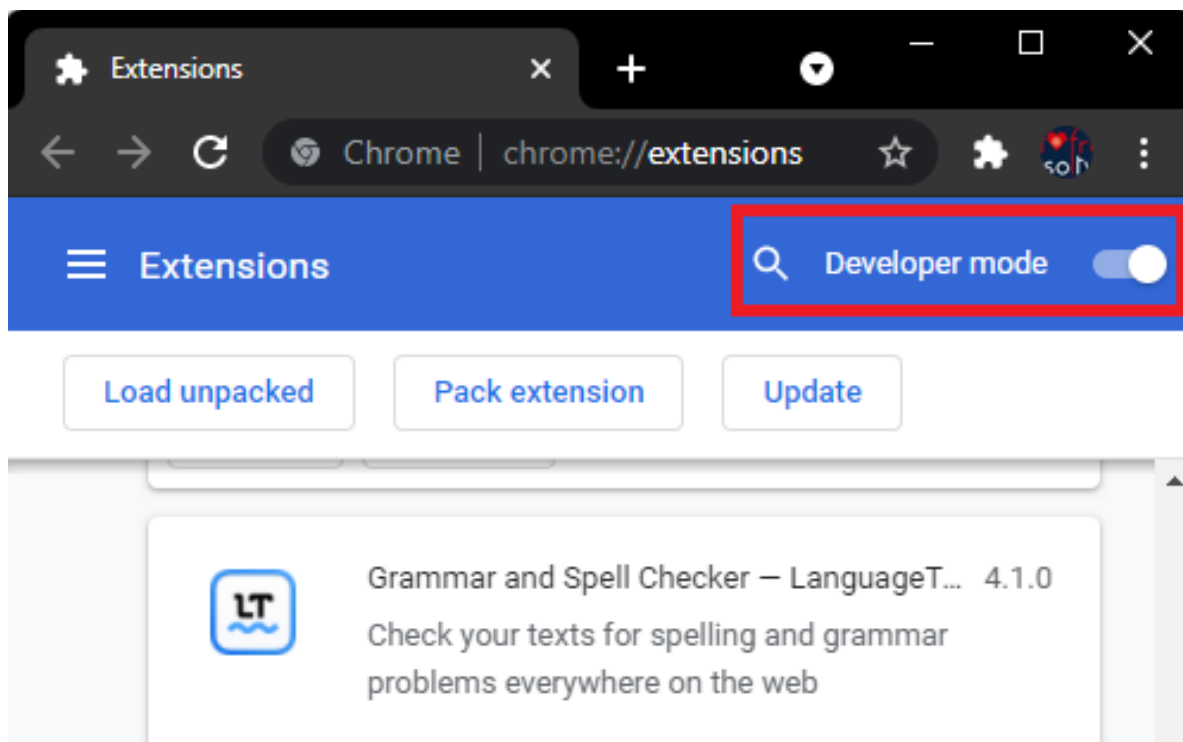 Extensions
Chrome | chrome://extensions
Extensions
Developer mode
Load unpacked
Pack extension
Update
LT
Grammar and Spell Checker — LanguageT... 4.1.0
Check your texts for spelling and grammar
problems everywhere on the web